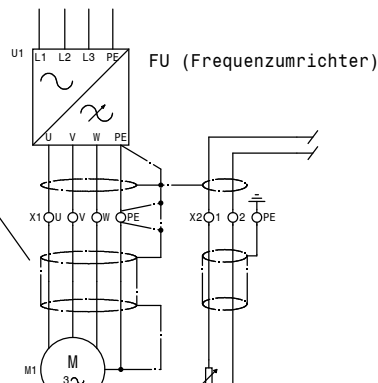 U1 L1 L2 L3 PE
FU (Frequenzumrichter)
U V W PE
X1 U V W PE X2 1 2 PE
M1 M
3